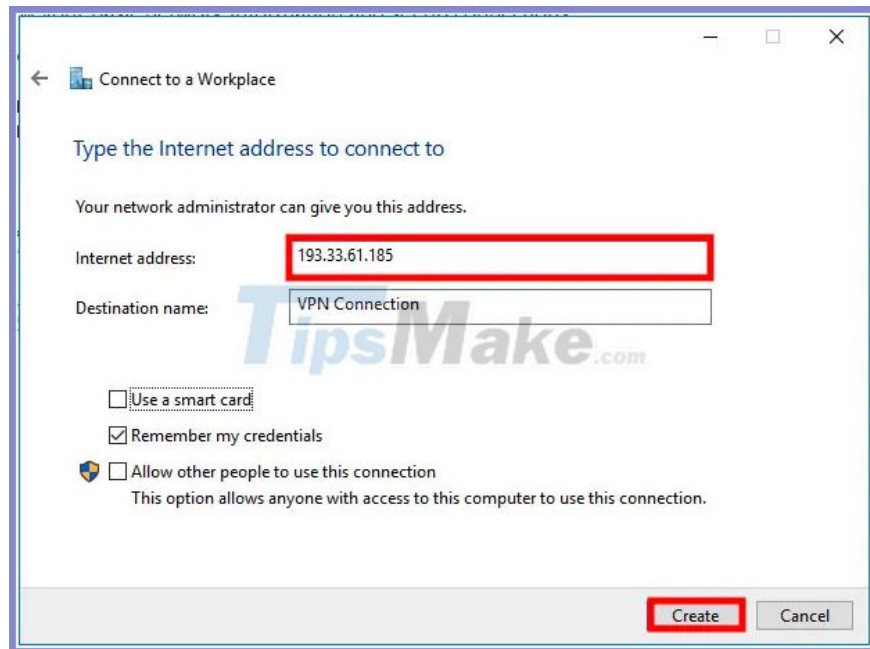 Connect to a Workplace
Type the Internet address to connect to
Your network administrator can give you this address.
Internet address: 193.33.61.185
Destination name: VPN Connection
TipsMake.com
Use a smart card
Remember my credentials
Allow other people to use this connection
This option allows anyone with access to this computer to use this connection.
Create Cancel